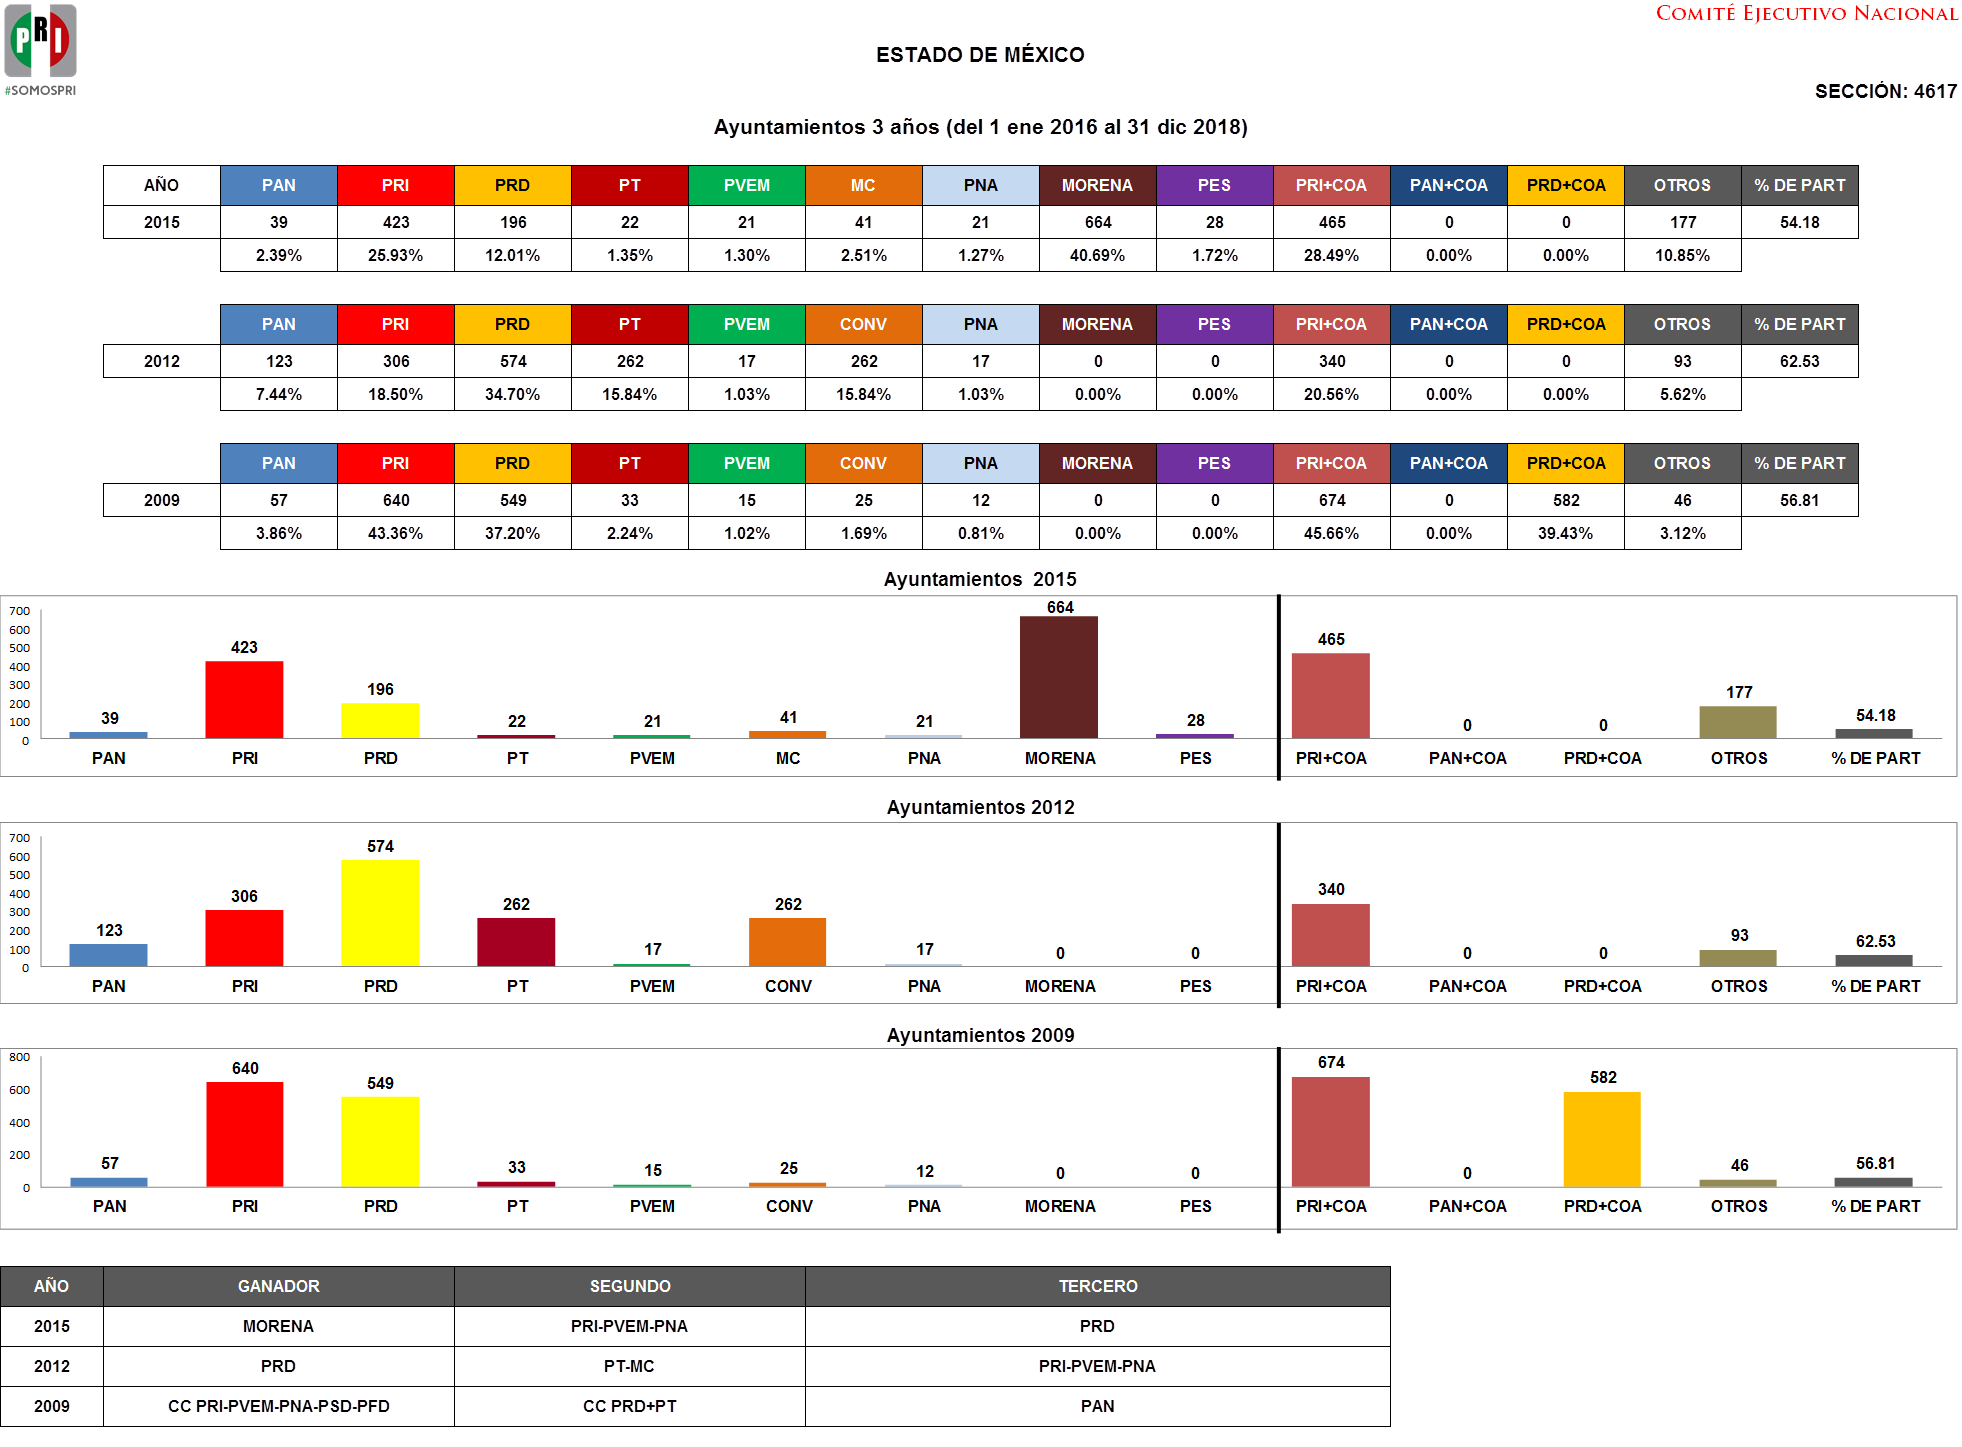 PRI
#SOMOSPRI
COMITÉ EJECUTIVO NACIONAL
ESTADO DE MÉXICO
SECCIÓN: 4617
Ayuntamientos 3 años (del 1 ene 2016 al 31 dic 2018)
AÑO PAN PRI PRD PT PVEM MC PNA MORENA PES PRI+COA PAN+COA PRD+COA OTROS % DE PART
2015 39 423 196 22 21 41 21 664 28 465 0 0 177 54.18
2.39% 25.93% 12.01% 1.35% 1.30% 2.51% 1.27% 40.69% 1.72% 28.49% 0.00% 0.00% 10.85%
PAN PRI PRD PT PVEM CONV PNA MORENA PES PRI+COA PAN+COA PRD+COA OTROS % DE PART
2012 123 306 574 262 17 262 17 0 0 340 0 0 93 62.53
7.44% 18.50% 34.70% 15.84% 1.03% 15.84% 1.03% 0.00% 0.00% 20.56% 0.00% 0.00% 5.62%
PAN PRI PRD PT PVEM CONV PNA MORENA PES PRI+COA PAN+COA PRD+COA OTROS % DE PART
2009 57 640 549 33 15 25 12 0 0 674 0 582 46 56.81
3.86% 43.36% 37.20% 2.24% 1.02% 1.69% 0.81% 0.00% 0.00% 45.66% 0.00% 39.43% 3.12%
Ayuntamientos 2015
700
600
500
400
300
200
100
0
39 423 196 22 21 41 21 664 28 465 0 0 177 54.18
PAN PRI PRD PT PVEM MC PNA MORENA PES PRI+COA PAN+COA PRD+COA OTROS % DE PART
Ayuntamientos 2012
700
600
500
400
300
200
100
0
123 306 574 262 17 262 17 0 0 340 0 0 93 62.53
PAN PRI PRD PT PVEM CONV PNA MORENA PES PRI+COA PAN+COA PRD+COA OTROS % DE PART
Ayuntamientos 2009
800
600
400
200
0
57 640 549 33 15 25 12 0 0 674 0 582 46 56.81
PAN PRI PRD PT PVEM CONV PNA MORENA PES PRI+COA PAN+COA PRD+COA OTROS % DE PART
AÑO GANADOR SEGUNDO TERCERO
2015 MORENA PRI-PVEM-PNA PRD
2012 PRD PT-MC PRI-PVEM-PNA
2009 CC PRI-PVEM-PNA-PSD-PFD CC PRD+PT PAN